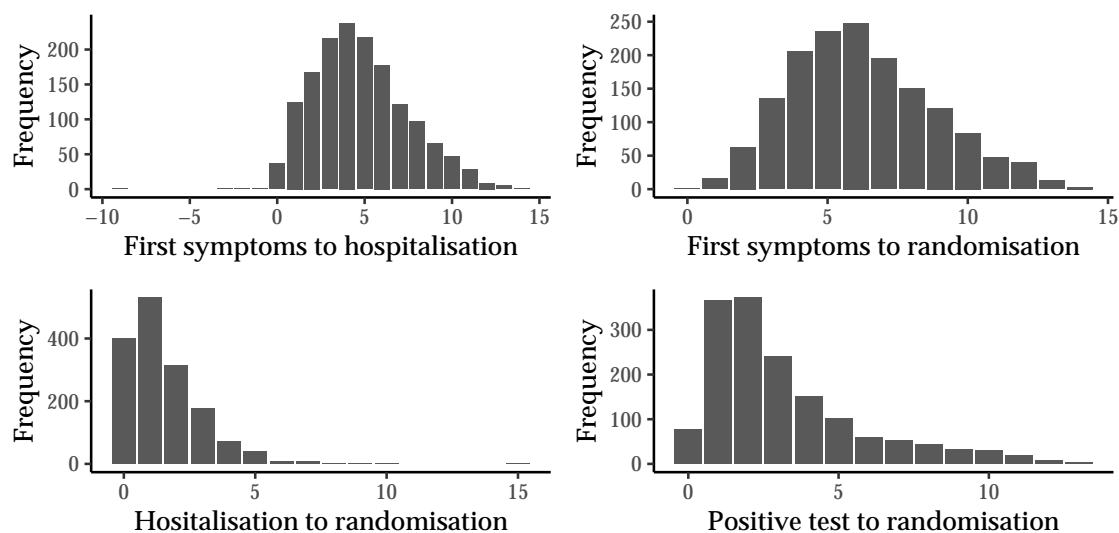 Frequency
200
150
100
50
0
−10 −5 0 5 10 15
First symptoms to hospitalisation
Frequency
250
200
150
100
50
0
0 5 10 15
First symptoms to randomisation
Frequency
400
200
0
0 5 10 15
Hositalisation to randomisation
Frequency
300
200
100
0
0 5 10
Positive test to randomisation